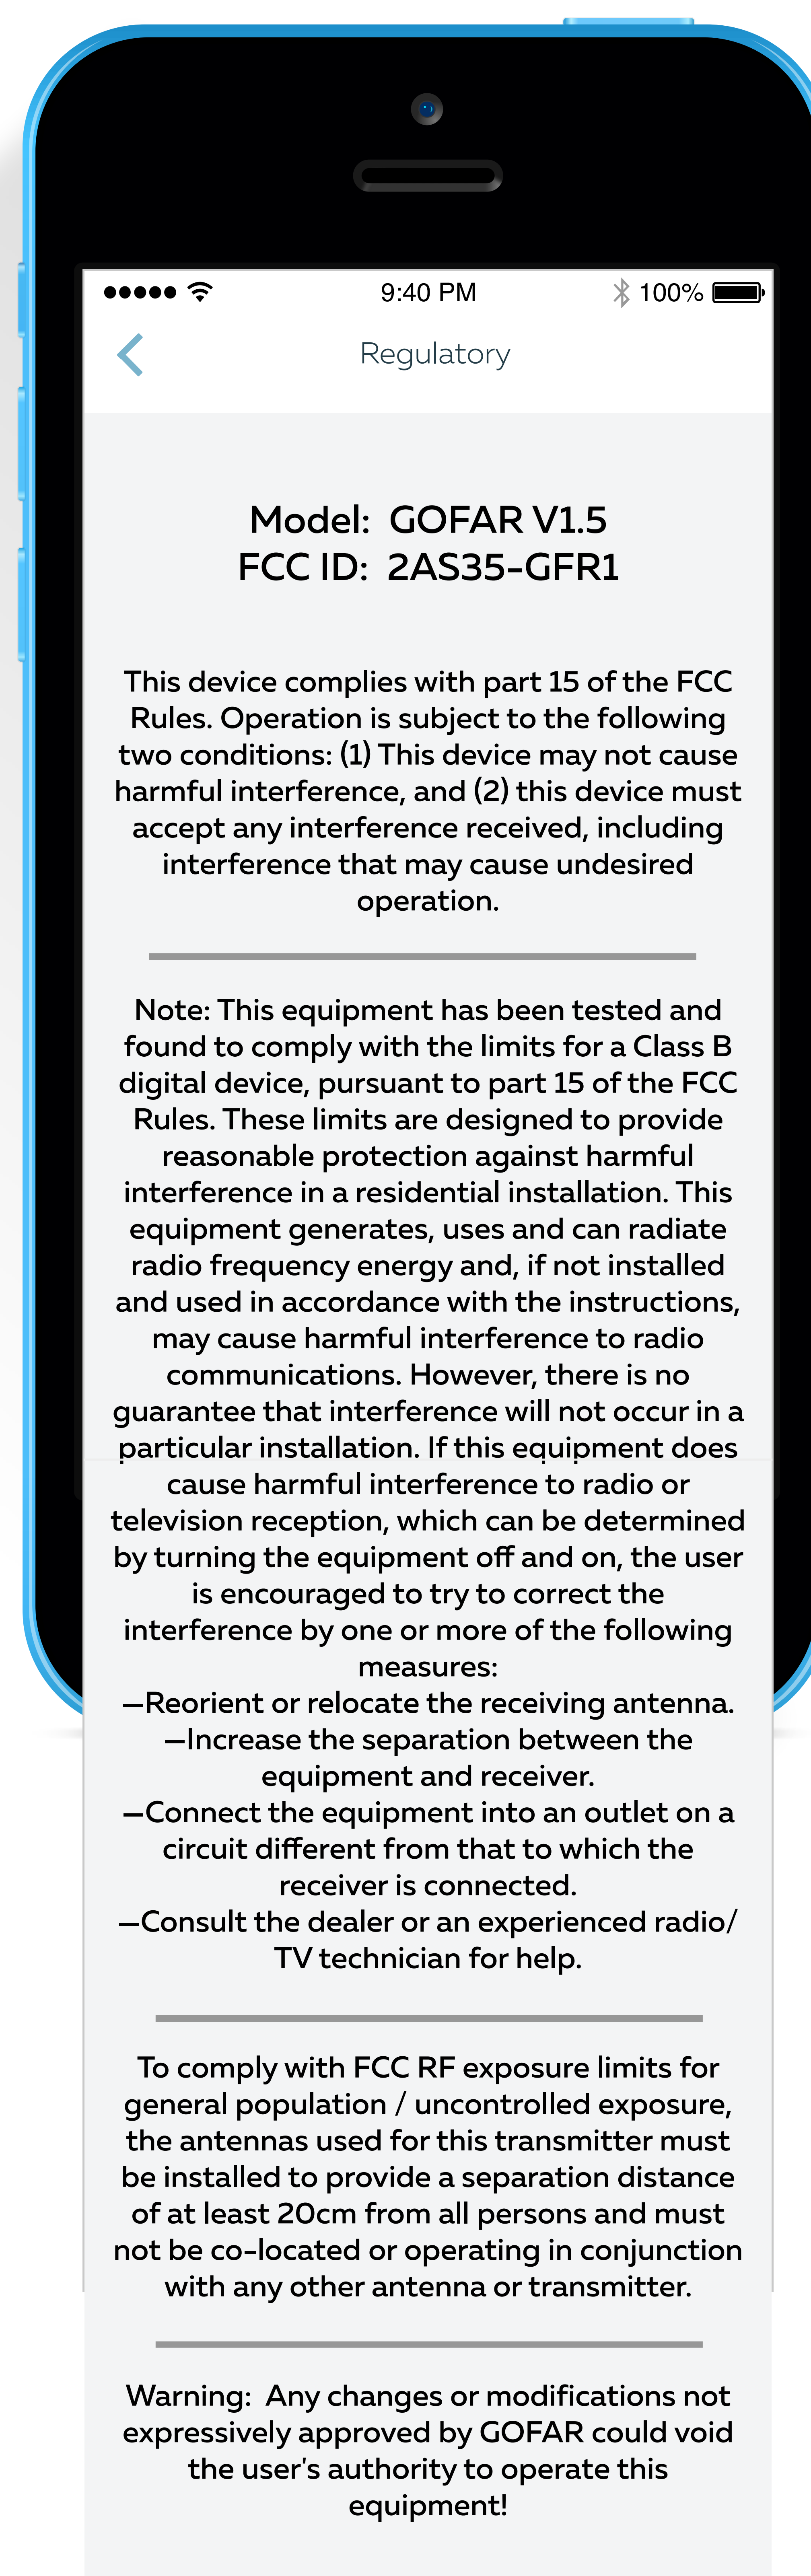 9:40 PM 100%
Regulatory
Model:  GOFAR V1.5
FCC ID:  2AS35-GFR1
This device complies with part 15 of the FCC
Rules. Operation is subject to the following
two conditions: (1) This device may not cause
harmful interference, and (2) this device must
accept any interference received, including
interference that may cause undesired
operation.
Note: This equipment has been tested and
found to comply with the limits for a Class B
digital device, pursuant to part 15 of the FCC
Rules. These limits are designed to provide
reasonable protection against harmful
interference in a residential installation. This
equipment generates, uses and can radiate
radio frequency energy and, if not installed
and used in accordance with the instructions,
may cause harmful interference to radio
communications. However, there is no
guarantee that interference will not occur in a
particular installation. If this equipment does
cause harmful interference to radio or
television reception, which can be determined
by turning the equipment off and on, the user
is encouraged to try to correct the
interference by one or more of the following
measures:
—Reorient or relocate the receiving antenna.
—Increase the separation between the
equipment and receiver.
—Connect the equipment into an outlet on a
circuit different from that to which the
receiver is connected.
—Consult the dealer or an experienced radio/
TV technician for help.
To comply with FCC RF exposure limits for
general population / uncontrolled exposure,
the antennas used for this transmitter must
be installed to provide a separation distance
of at least 20cm from all persons and must
not be co-located or operating in conjunction
with any other antenna or transmitter.
Warning:  Any changes or modifications not
expressively approved by GOFAR could void
the user's authority to operate this
equipment!